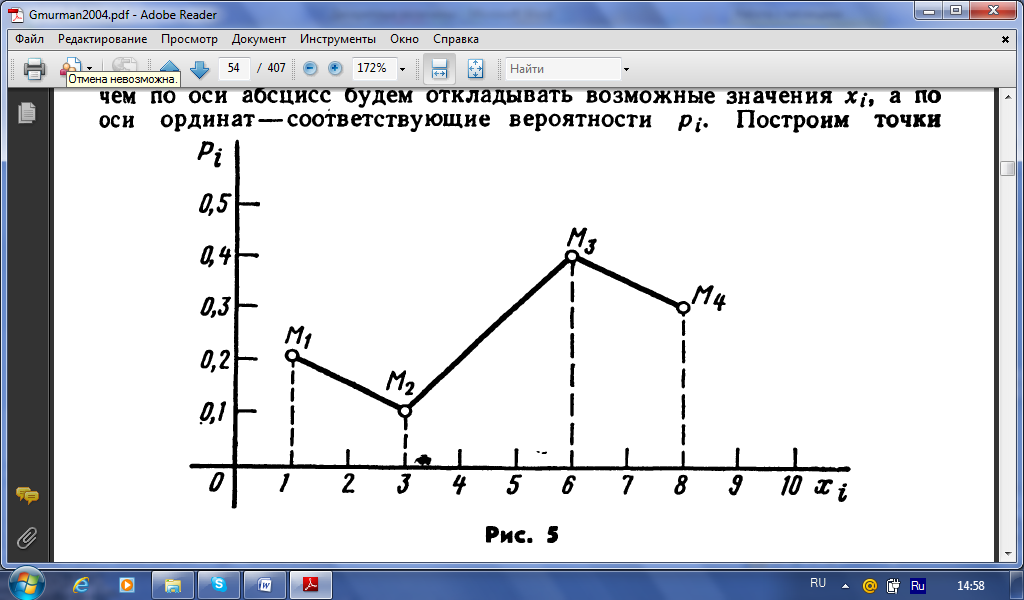 Gmurman2004.pdf - Adobe Reader
Файл Редактирование Просмотр Документ Инструменты Окно Справка
54 / 407 172% Найти
Отмена невозможна.
чем по оси абсцисс будем откладывать возможные значения xi, а по
оси ординат—соответствующие вероятности pi. Построим точки
Pi
0,5
0,4
0,3
0,2
0,1
M1
M2
M3
M4
0 1 2 3 4 5 6 7 8 9 10 xi
Рис. 5
RU Ru 14:58